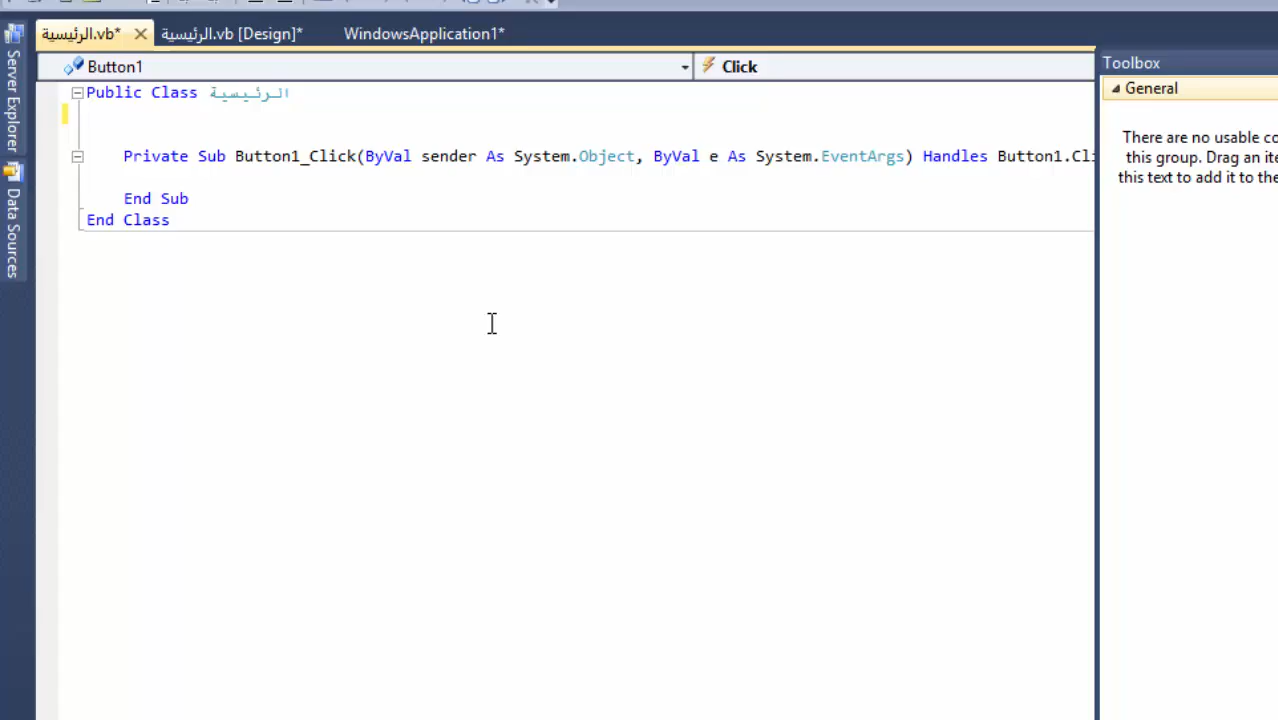 الرئيسية.vb*
الرئيسية.vb [Design]*
WindowsApplication1*
Server Explorer
Data Sources
Button1
Click
Public Class الرئيسية
Private Sub Button1_Click(ByVal sender As System.Object, ByVal e As System.EventArgs) Handles Button1.Cli
End Sub
End Class
Toolbox
General
There are no usable co
this group. Drag an ite
this text to add it to the